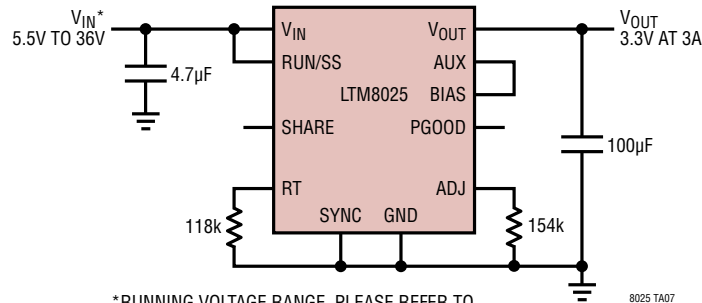 VIN*
5.5V TO 36V
4.7µF
VIN
RUN/SS
SHARE
RT
SYNC
GND
LTM8025
VOUT
AUX
BIAS
PGOOD
ADJ
VOUT
3.3V AT 3A
100µF
118k
154k
*RUNNING VOLTAGE RANGE. PLEASE REFER TO
8025 TA07